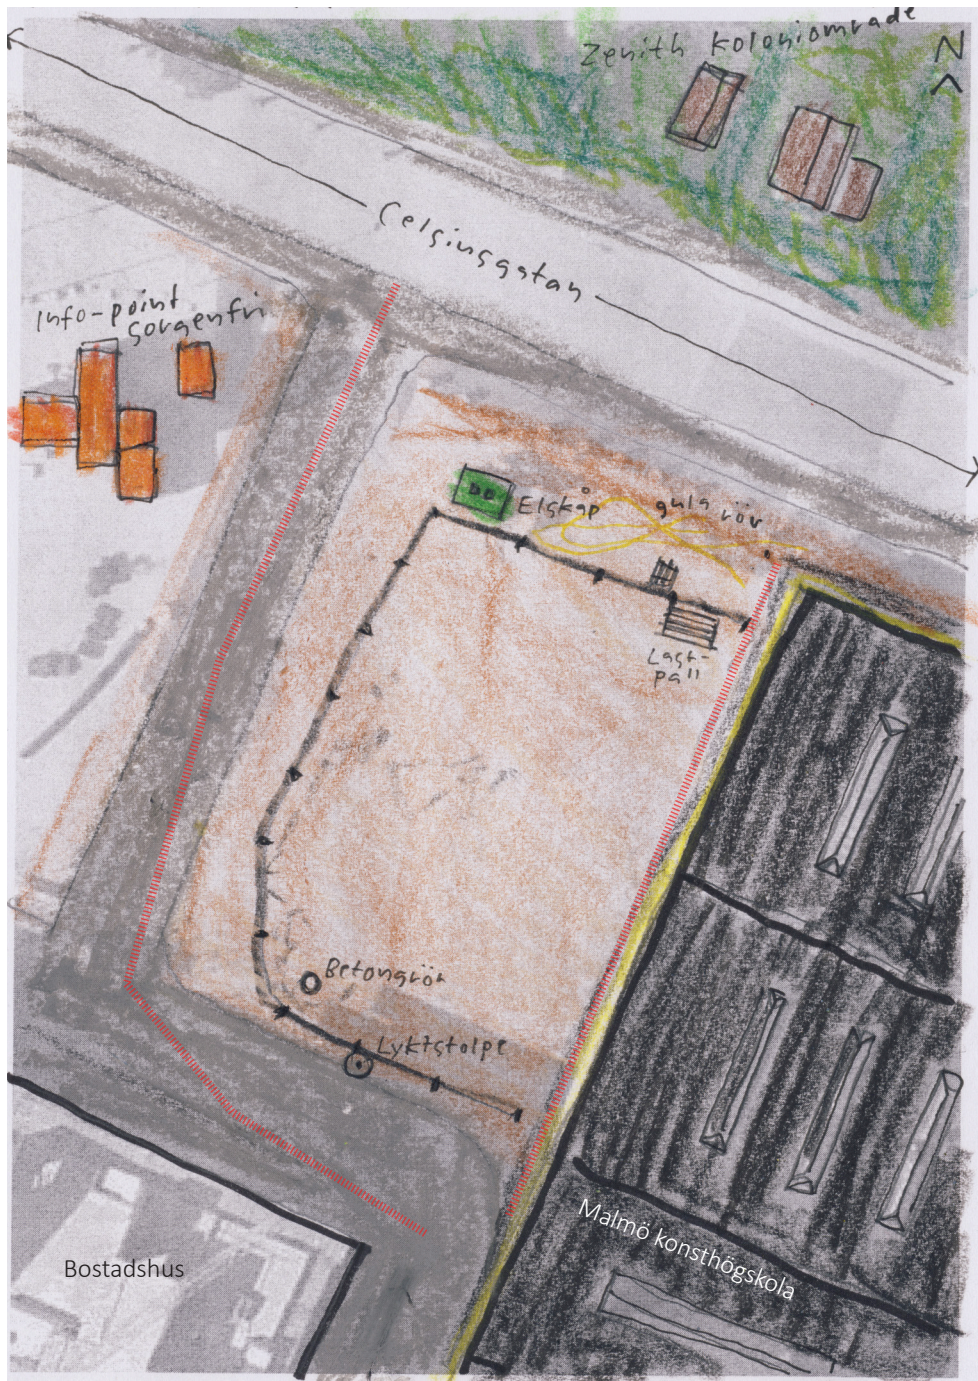 Zenith Koloniområde
N
Celsiusgatan
Info-point
Sorgenfri
Elskåp
gula rör
Last-
pall
Betongrör
Lyktstolpe
Malmö konsthögskola
Bostadshus